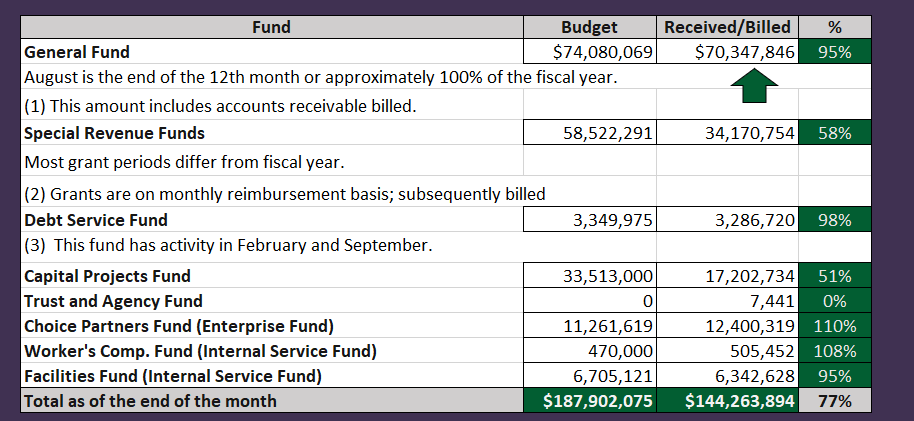 Fund Budget Received/Billed %
General Fund $74,080,069 $70,347,846 95%
August is the end of the 12th month or approximately 100% of the fiscal year.
(1) This amount includes accounts receivable billed.
Special Revenue Funds 58,522,291 34,170,754 58%
Most grant periods differ from fiscal year.
(2) Grants are on monthly reimbursement basis; subsequently billed
Debt Service Fund 3,349,975 3,286,720 98%
(3) This fund has activity in February and September.
Capital Projects Fund 33,513,000 17,202,734 51%
Trust and Agency Fund 0 7,441 0%
Choice Partners Fund (Enterprise Fund) 11,261,619 12,400,319 110%
Worker's Comp. Fund (Internal Service Fund) 470,000 505,452 108%
Facilities Fund (Internal Service Fund) 6,705,121 6,342,628 95%
Total as of the end of the month $187,902,075 $144,263,894 77%